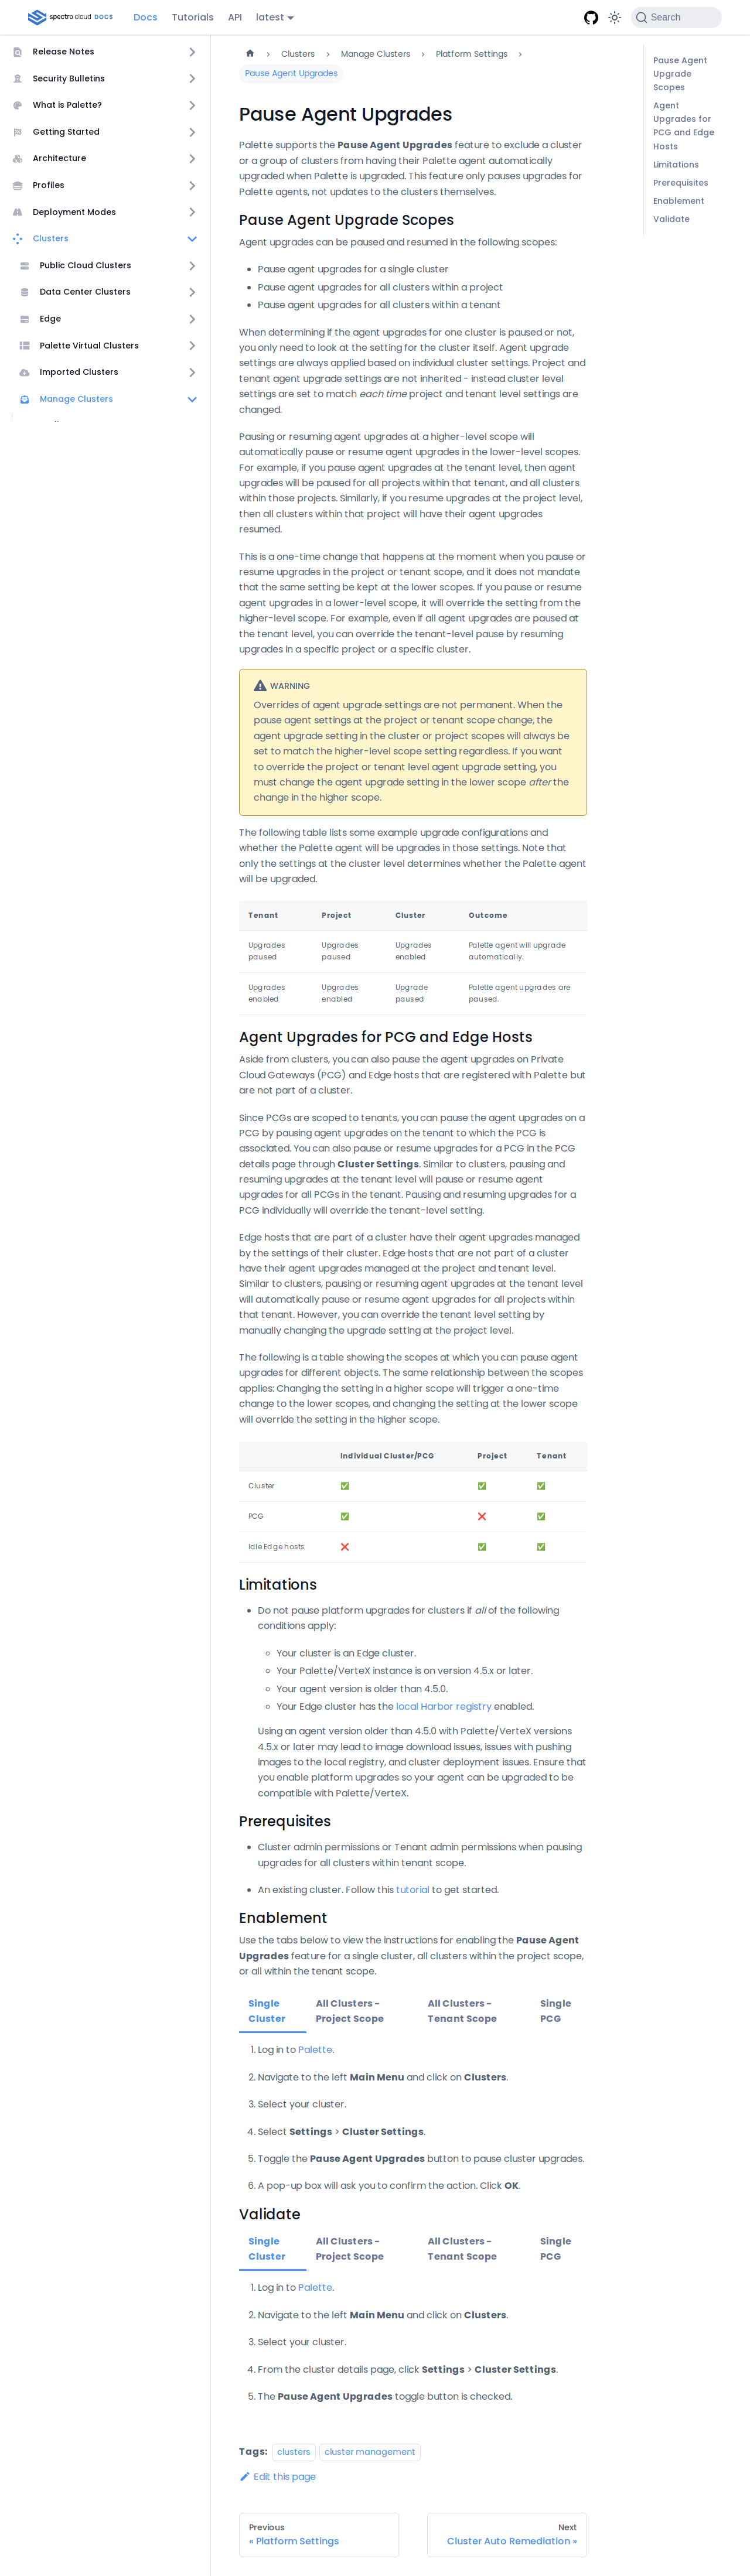 spectro cloud DOCS
Docs
Tutorials
API
latest
Search
Release Notes
Security Bulletins
What is Palette?
Getting Started
Architecture
Profiles
Deployment Modes
Clusters
Public Cloud Clusters
Data Center Clusters
Edge
Palette Virtual Clusters
Imported Clusters
Manage Clusters
Clusters > Manage Clusters > Platform Settings >
Pause Agent Upgrades
Pause Agent Upgrades
Palette supports the Pause Agent Upgrades feature to exclude a cluster
or a group of clusters from having their Palette agent automatically
upgraded when Palette is upgraded. This feature only pauses upgrades for
Palette agents, not updates to the clusters themselves.
Pause Agent Upgrade Scopes
Agent upgrades can be paused and resumed in the following scopes:
• Pause agent upgrades for a single cluster
• Pause agent upgrades for all clusters within a project
• Pause agent upgrades for all clusters within a tenant
When determining if the agent upgrades for one cluster is paused or not,
you only need to look at the setting for the cluster itself. Agent upgrade
settings are always applied based on individual cluster settings. Project and
tenant agent upgrade settings are not inherited - instead cluster level
settings are set to match each time project and tenant level settings are
changed.
Pausing or resuming agent upgrades at a higher-level scope will
automatically pause or resume agent upgrades in the lower-level scopes.
For example, if you pause agent upgrades at the tenant level, then agent
upgrades will be paused for all projects within that tenant, and all clusters
within those projects. Similarly, if you resume upgrades at the project level,
then all clusters within that project will have their agent upgrades
resumed.
This is a one-time change that happens at the moment when you pause or
resume upgrades in the project or tenant scope, and it does not mandate
that the same setting be kept at the lower scopes. If you pause or resume
agent upgrades in a lower-level scope, it will override the setting from the
higher-level scope. For example, even if all agent upgrades are paused at
the tenant level, you can override the tenant-level pause by resuming
upgrades in a specific project or a specific cluster.
WARNING
Overrides of agent upgrade settings are not permanent. When the
pause agent settings at the project or tenant scope change, the
agent upgrade setting in the cluster or project scopes will always be
set to match the higher-level scope setting regardless. If you want
to override the project or tenant level agent upgrade setting, you
must change the agent upgrade setting in the lower scope after the
change in the higher scope.
The following table lists some example upgrade configurations and
whether the Palette agent will be upgrades in those settings. Note that
only the settings at the cluster level determines whether the Palette agent
will be upgraded.
Tenant Project Cluster Outcome
Upgrades paused Upgrades paused Upgrades enabled Palette agent will upgrade automatically.
Upgrades enabled Upgrades enabled Upgrade paused Palette agent upgrades are paused.
Agent Upgrades for PCG and Edge Hosts
Aside from clusters, you can also pause the agent upgrades on Private
Cloud Gateways (PCG) and Edge hosts that are registered with Palette but
are not part of a cluster.
Since PCGs are scoped to tenants, you can pause the agent upgrades on a
PCG by pausing agent upgrades on the tenant to which the PCG is
associated. You can also pause or resume upgrades for a PCG in the PCG
details page through Cluster Settings. Similar to clusters, pausing and
resuming upgrades at the tenant level will pause or resume agent
upgrades for all PCGs in the tenant. Pausing and resuming upgrades for a
PCG individually will override the tenant-level setting.
Edge hosts that are part of a cluster have their agent upgrades managed
by the settings of their cluster. Edge hosts that are not part of a cluster
have their agent upgrades managed at the project and tenant level.
Similar to clusters, pausing or resuming agent upgrades at the tenant level
will automatically pause or resume agent upgrades for all projects within
that tenant. However, you can override the tenant level setting by
manually changing the upgrade setting at the project level.
The following is a table showing the scopes at which you can pause agent
upgrades for different objects. The same relationship between the scopes
applies: Changing the setting in a higher scope will trigger a one-time
change to the lower scopes, and changing the setting at the lower scope
will override the setting in the higher scope.
Individual Cluster/PCG Project Tenant
Cluster ✅ ✅ ✅
PCG ✅ ❌ ✅
Idle Edge hosts ❌ ✅ ✅
Limitations
• Do not pause platform upgrades for clusters if all of the following
conditions apply:
◦ Your cluster is an Edge cluster.
◦ Your Palette/VerteX instance is on version 4.5.x or later.
◦ Your agent version is older than 4.5.0.
◦ Your Edge cluster has the local Harbor registry enabled.
Using an agent version older than 4.5.0 with Palette/VerteX versions
4.5.x or later may lead to image download issues, issues with pushing
images to the local registry, and cluster deployment issues. Ensure that
you enable platform upgrades so your agent can be upgraded to be
compatible with Palette/VerteX.
Prerequisites
• Cluster admin permissions or Tenant admin permissions when pausing
upgrades for all clusters within tenant scope.
• An existing cluster. Follow this tutorial to get started.
Enablement
Use the tabs below to view the instructions for enabling the Pause Agent
Upgrades feature for a single cluster, all clusters within the project scope,
or all within the tenant scope.
Single Cluster
All Clusters - Project Scope
All Clusters - Tenant Scope
Single PCG
1. Log in to Palette.
2. Navigate to the left Main Menu and click on Clusters.
3. Select your cluster.
4. Select Settings > Cluster Settings.
5. Toggle the Pause Agent Upgrades button to pause cluster upgrades.
6. A pop-up box will ask you to confirm the action. Click OK.
Validate
Single Cluster
All Clusters - Project Scope
All Clusters - Tenant Scope
Single PCG
1. Log in to Palette.
2. Navigate to the left Main Menu and click on Clusters.
3. Select your cluster.
4. From the cluster details page, click Settings > Cluster Settings.
5. The Pause Agent Upgrades toggle button is checked.
Tags: clusters cluster management
Edit this page
Previous
« Platform Settings
Next
Cluster Auto Remediation »
Pause Agent
Upgrade
Scopes
Agent
Upgrades for
PCG and Edge
Hosts
Limitations
Prerequisites
Enablement
Validate